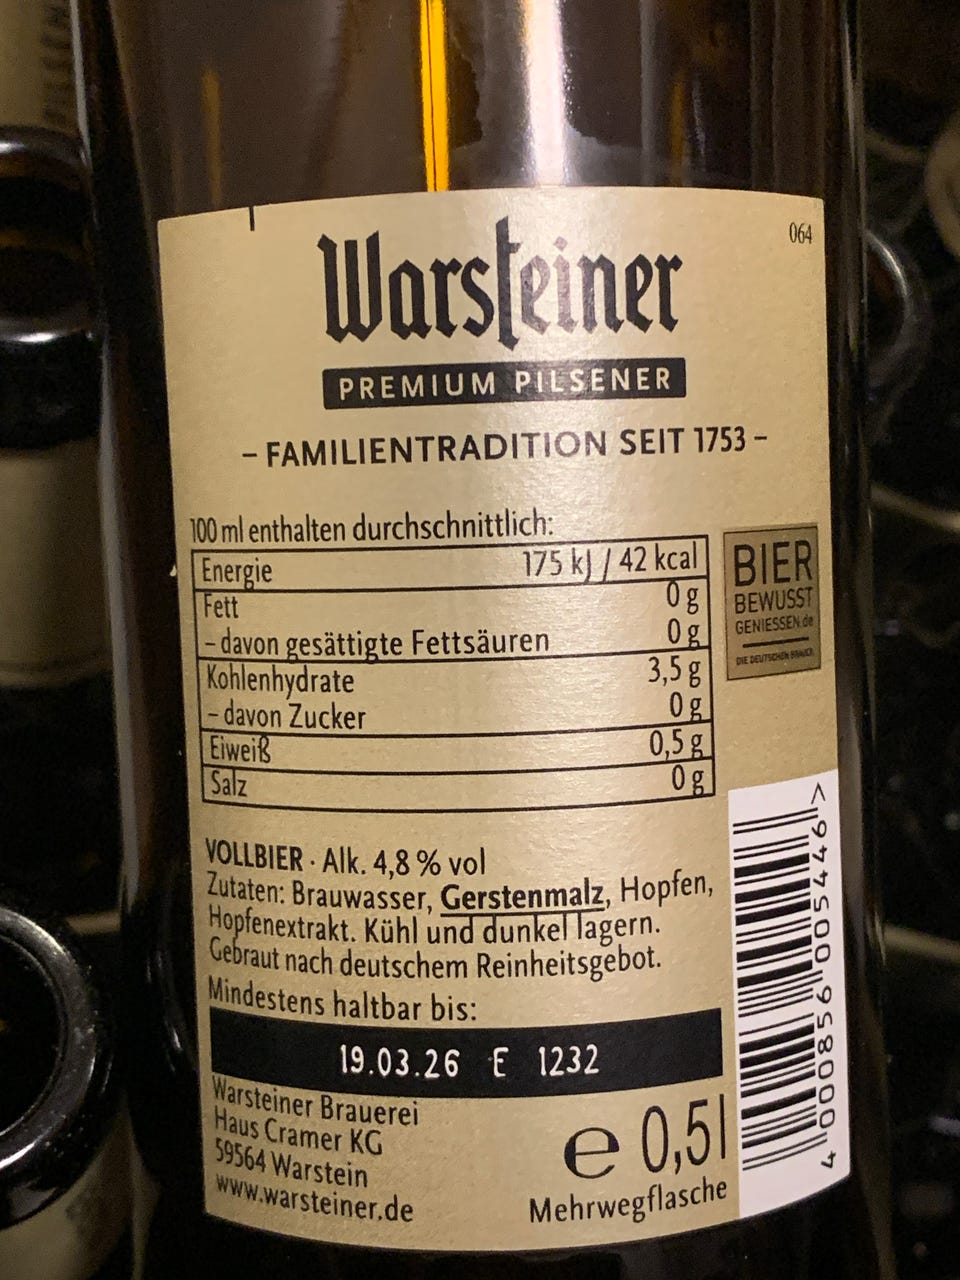 064
Warsteiner
PREMIUM PILSENER
– FAMILIENTRADITION SEIT 1753 –
100 ml enthalten durchschnittlich:
Energie 175 kJ / 42 kcal
Fett 0 g
– davon gesättigte Fettsäuren 0 g
Kohlenhydrate 3,5 g
– davon Zucker 0 g
Eiweiß 0,5 g
Salz 0 g
BIER
BEWUSST
GENIESSEN.de
DIE DEUTSCHEN BRAUER
VOLLBIER · Alk. 4,8 % vol
Zutaten: Brauwasser, Gerstenmalz, Hopfen,
Hopfenextrakt. Kühl und dunkel lagern.
Gebraut nach deutschem Reinheitsgebot.
Mindestens haltbar bis:
19.03.26 E 1232
Warsteiner Brauerei
Haus Cramer KG
59564 Warstein
www.warsteiner.de
e 0,5l
Mehrwegflasche
4 000856 005446 >